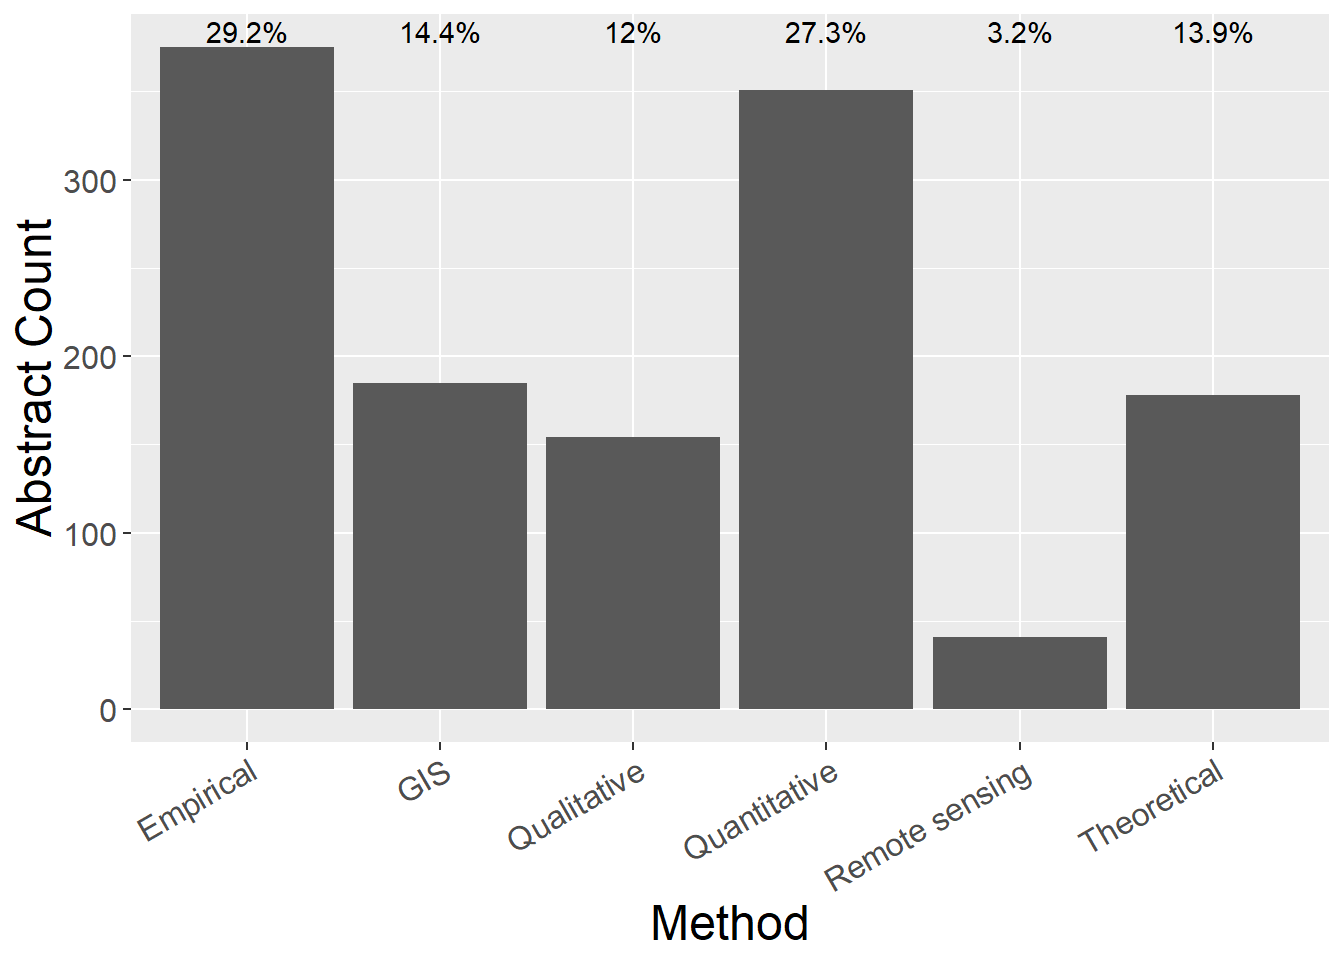 29.2% 14.4% 12% 27.3% 3.2% 13.9%
300
200
100
0
Abstract Count
Empirical
GIS
Qualitative
Quantitative
Remote sensing
Theoretical
Method